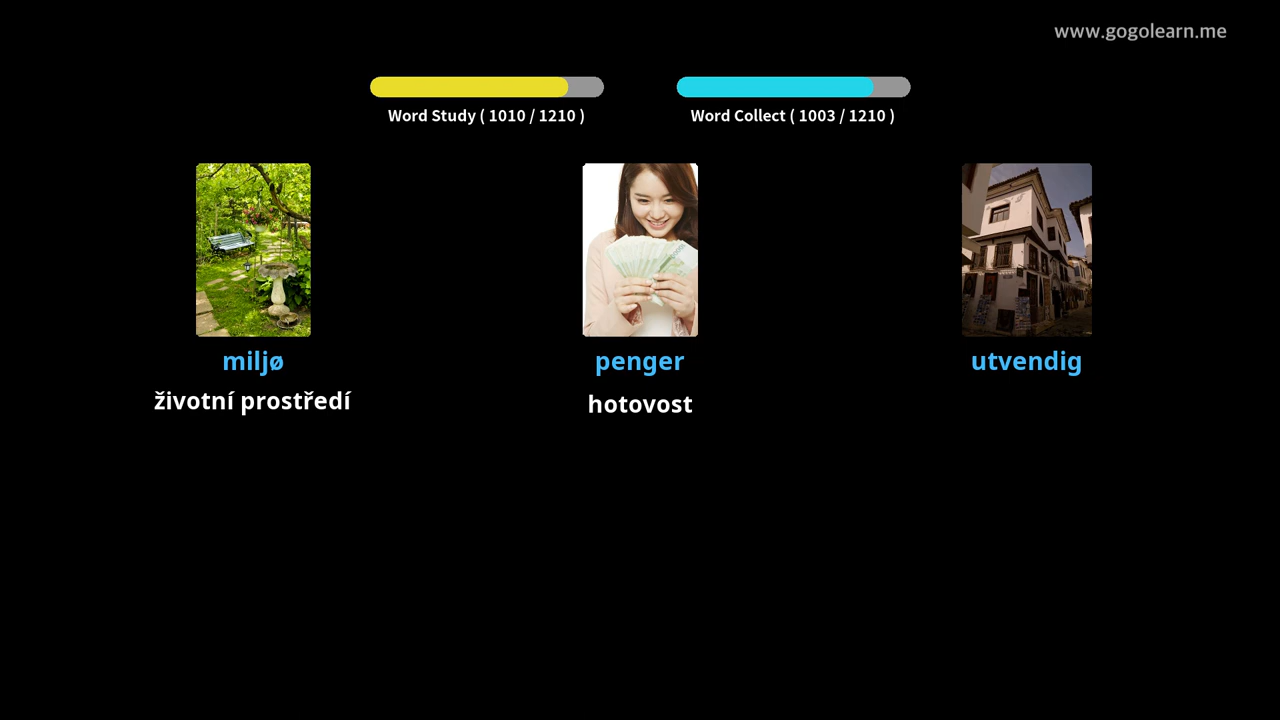 www.gogolearn.me
Word Study ( 1010 / 1210 )
Word Collect ( 1003 / 1210 )
miljø
penger
utvendig
životní prostředí
hotovost